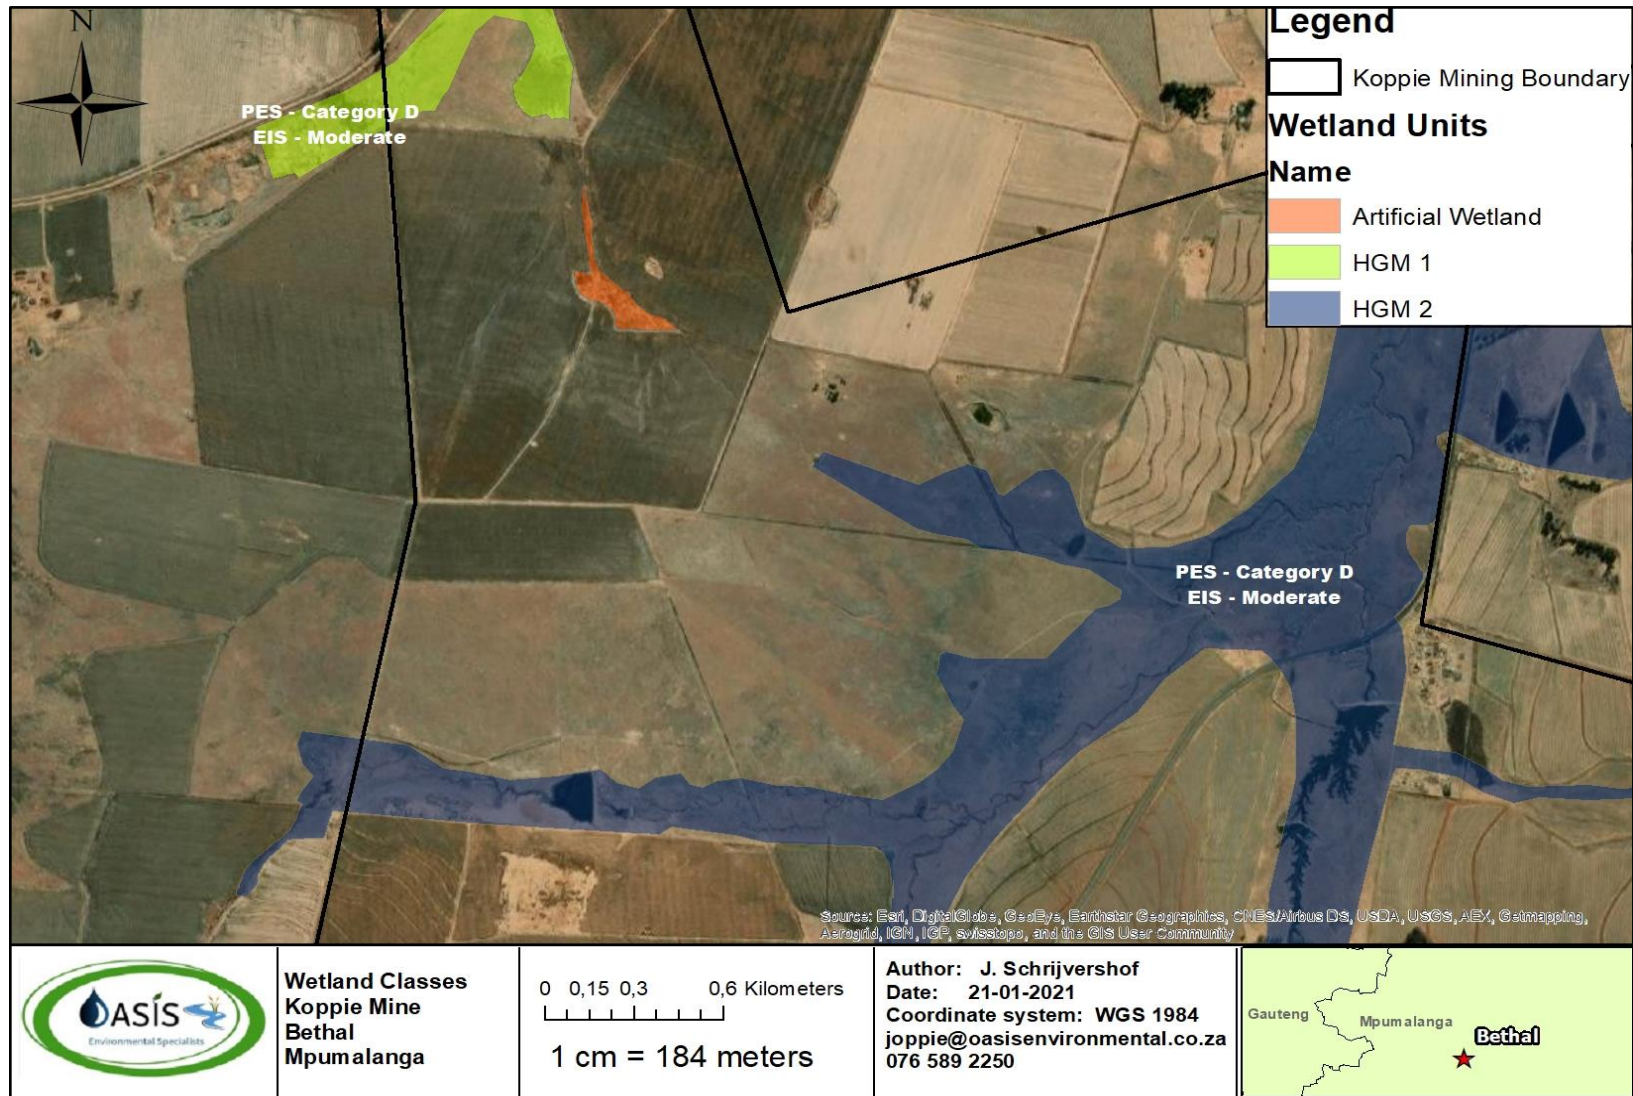 N
Legend
Koppie Mining Boundary
Wetland Units
Name
Artificial Wetland
HGM 1
HGM 2
PES - Category D
EIS - Moderate
PES - Category D
EIS - Moderate
Source: Esri, DigitalGlobe, GeoEye, Earthstar Geographics, CNES/Airbus DS, USDA, USGS, AEX, Getmapping,
Aerogrid, IGN, IGP, swisstopo, and the GIS User Community
OASIS
Environmental Specialists
Wetland Classes
Koppie Mine
Bethal
Mpumalanga
0 0,15 0,3 0,6 Kilometers
1 cm = 184 meters
Author: J. Schrijvershof
Date: 21-01-2021
Coordinate system: WGS 1984
joppie@oasisenvironmental.co.za
076 589 2250
Gauteng
Mpumalanga
Bethal